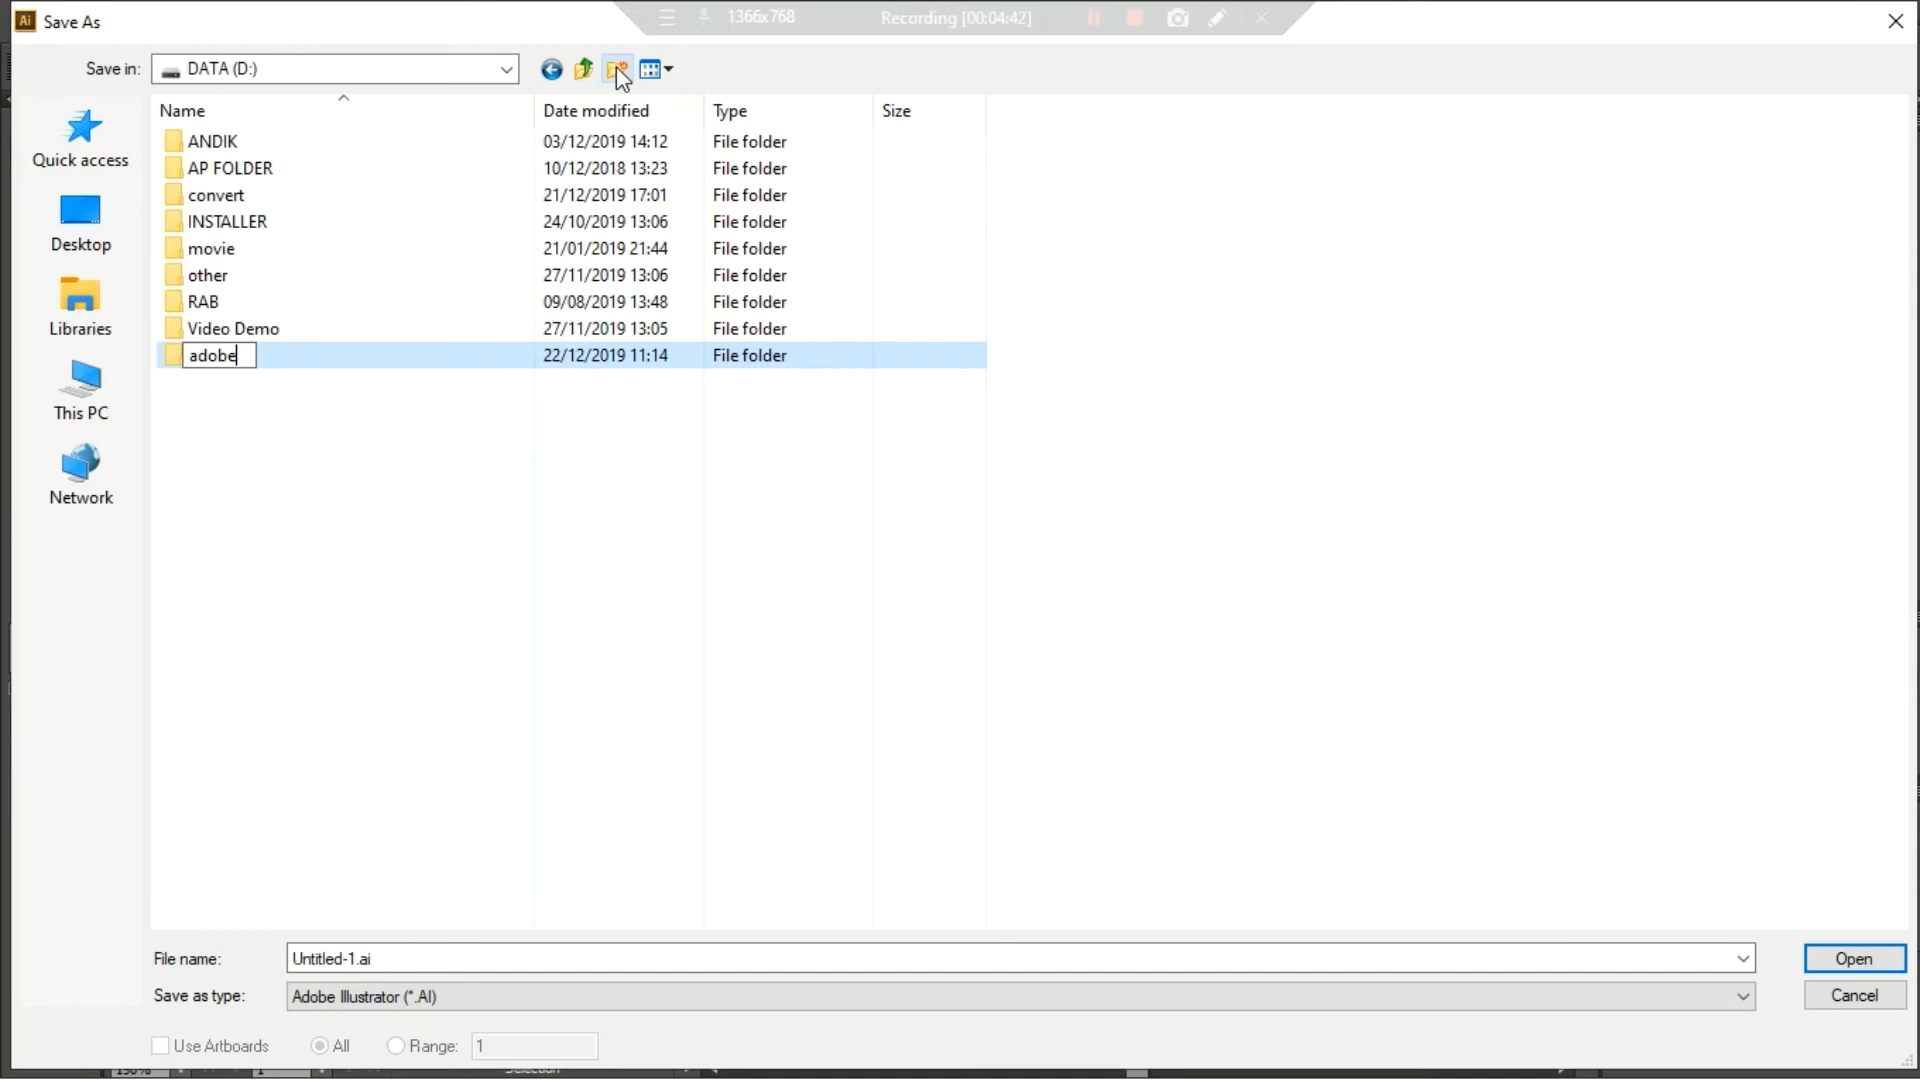 Ai Save As
1366x768 Recording [00:04:42]
Save in: DATA (D:)
Name Date modified Type Size
ANDIK 03/12/2019 14:12 File folder
AP FOLDER 10/12/2018 13:23 File folder
convert 21/12/2019 17:01 File folder
INSTALLER 24/10/2019 13:06 File folder
movie 21/01/2019 21:44 File folder
other 27/11/2019 13:06 File folder
RAB 09/08/2019 13:48 File folder
Video Demo 27/11/2019 13:05 File folder
adobe 22/12/2019 11:14 File folder
Quick access
Desktop
Libraries
This PC
Network
File name: Untitled-1.ai Open
Save as type: Adobe Illustrator (*.AI) Cancel
Use Artboards All Range: 1
150% 1 Selection